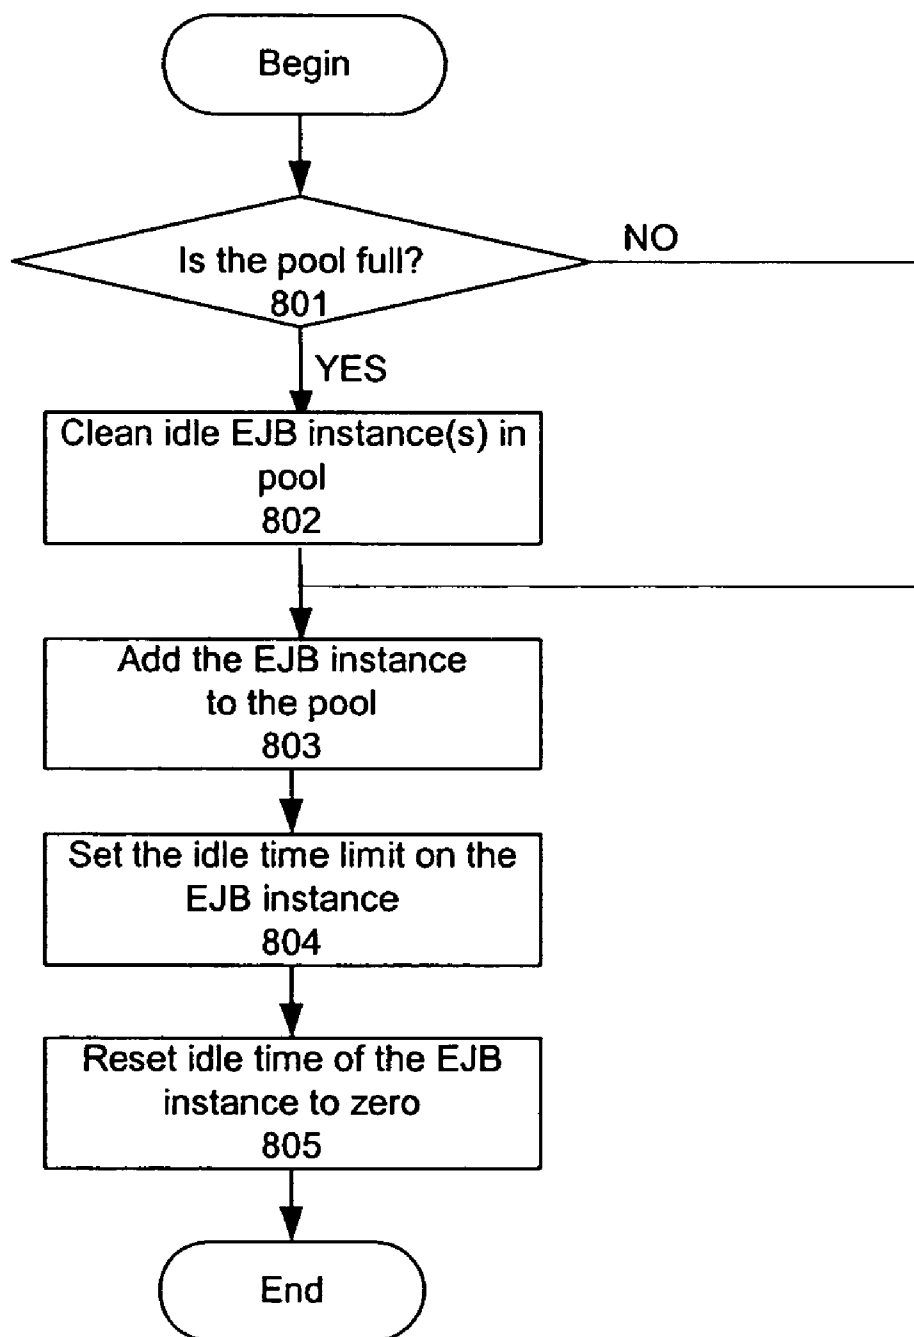 Begin
Is the pool full?
801
NO
YES
Clean idle EJB instance(s) in
pool
802
Add the EJB instance
to the pool
803
Set the idle time limit on the
EJB instance
804
Reset idle time of the EJB
instance to zero
805
End